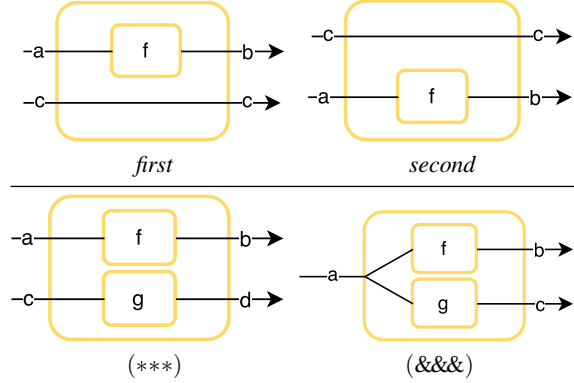 a f b
c c
first
c c
a f b
second
a f b
c g d
(***)
a f b
g c
(&&&)